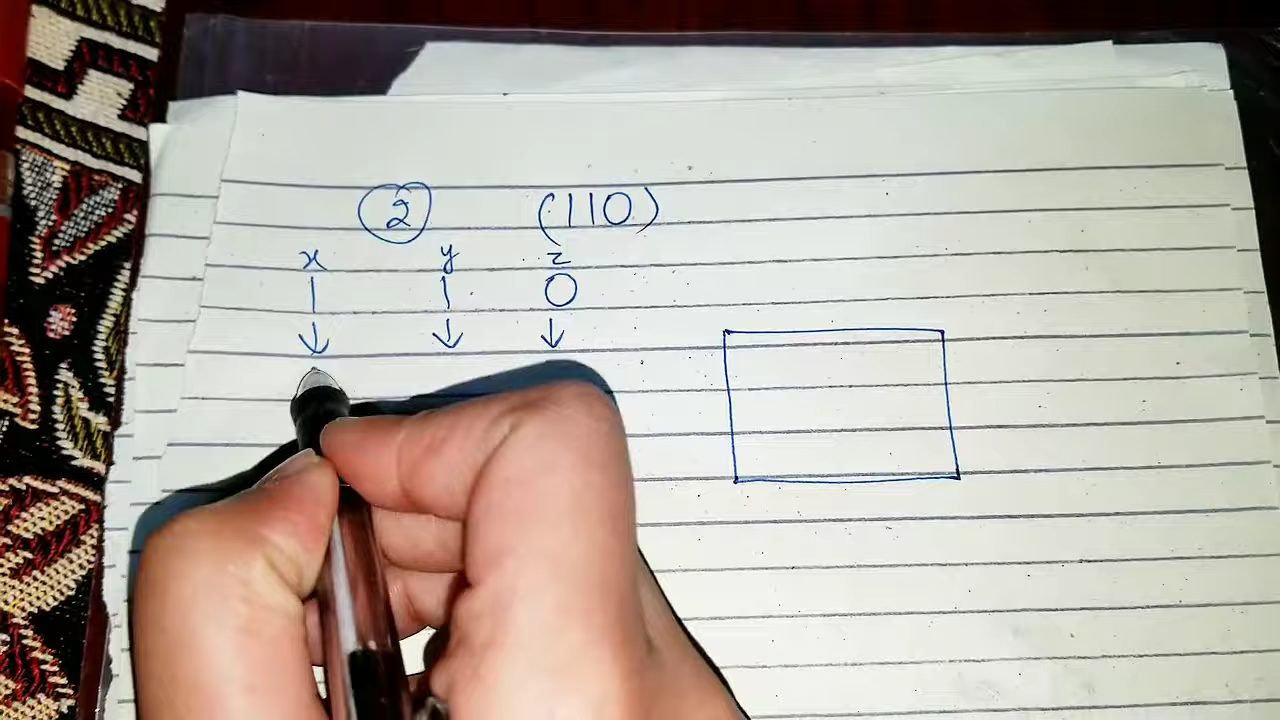 2 (110)
x y z
1 1 0
↓ ↓ ↓